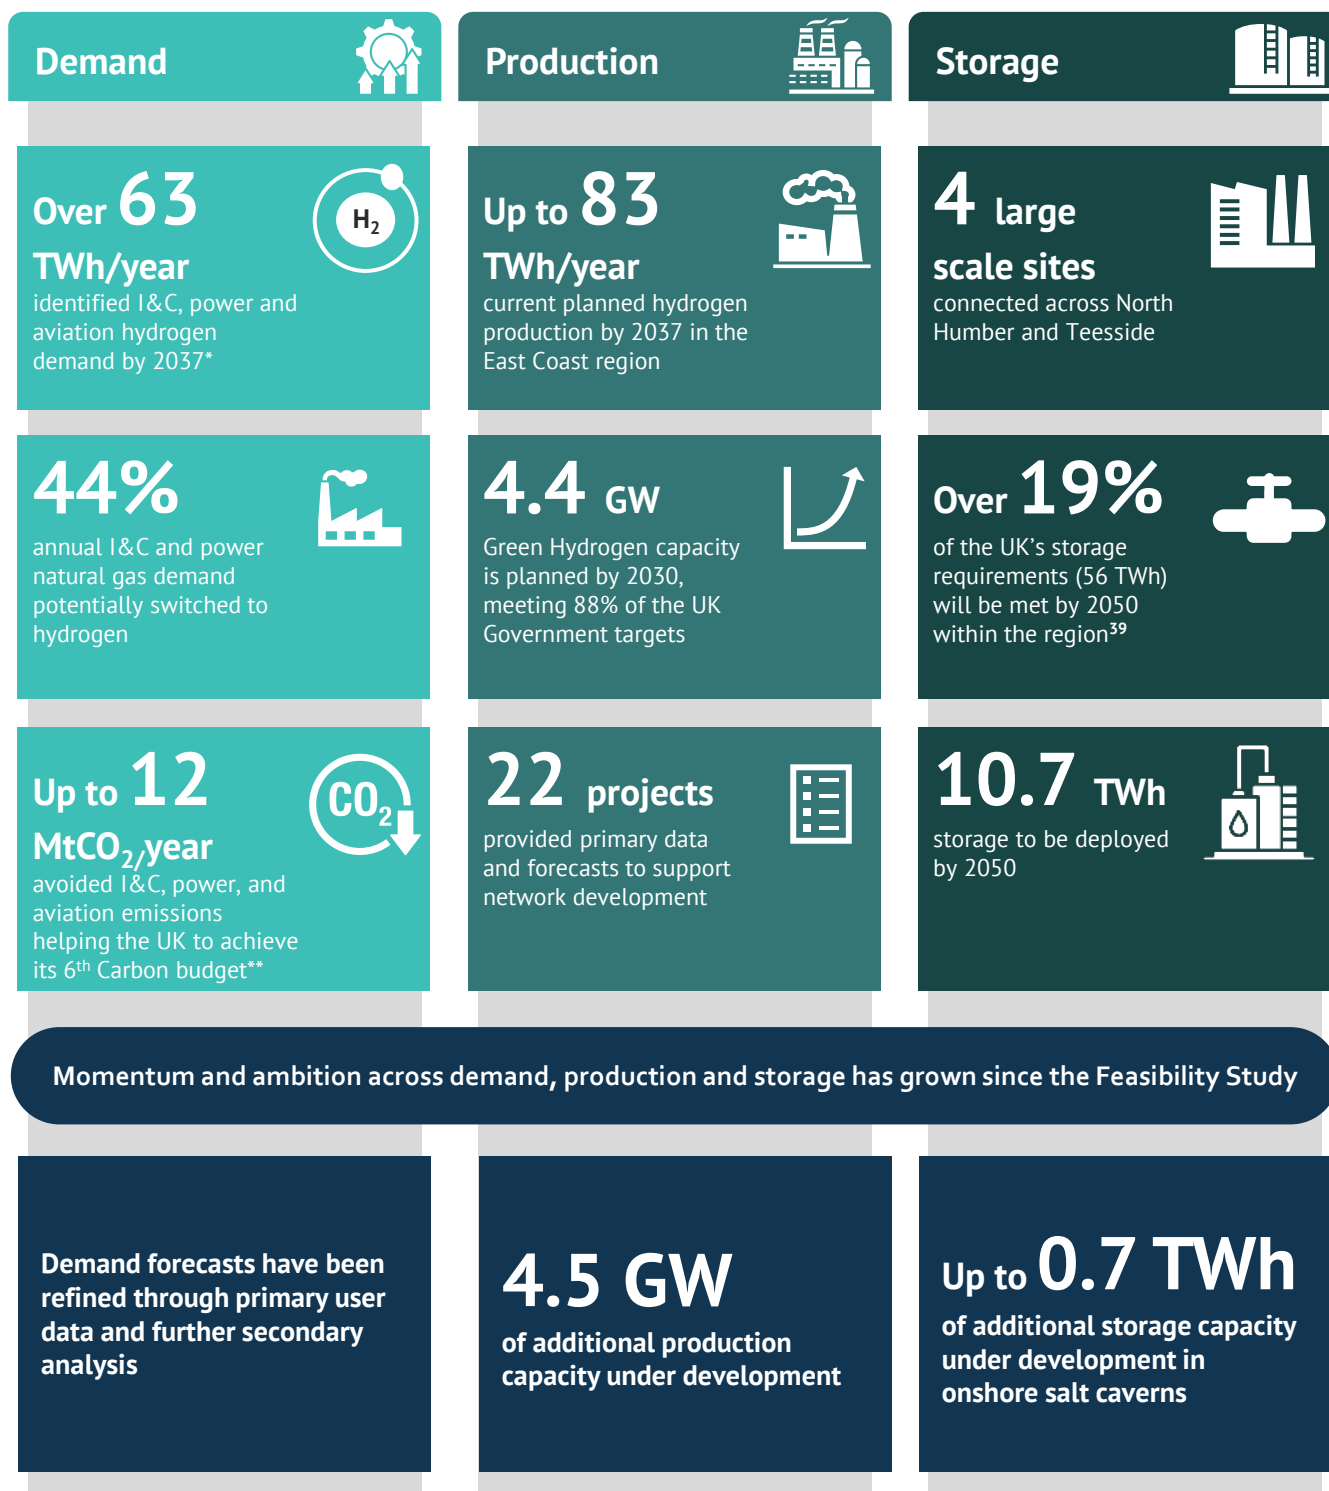 Demand
Production
Storage
Over 63
TWh/year
identified I&C, power and
aviation hydrogen
demand by 2037*
H₂
Up to 83
TWh/year
current planned hydrogen
production by 2037 in the
East Coast region
4 large
scale sites
connected across North
Humber and Teesside
44%
annual I&C and power
natural gas demand
potentially switched to
hydrogen
4.4 GW
Green Hydrogen capacity
is planned by 2030,
meeting 88% of the UK
Government targets
Over 19%
of the UK's storage
requirements (56 TWh)
will be met by 2050
within the region³⁹
Up to 12
MtCO₂/year
avoided I&C, power, and
aviation emissions
helping the UK to achieve
its 6ᵗʰ Carbon budget**
CO₂
22 projects
provided primary data
and forecasts to support
network development
10.7 TWh
storage to be deployed
by 2050
Momentum and ambition across demand, production and storage has grown since the Feasibility Study
Demand forecasts have been
refined through primary user
data and further secondary
analysis
4.5 GW
of additional production
capacity under development
Up to 0.7 TWh
of additional storage capacity
under development in
onshore salt caverns